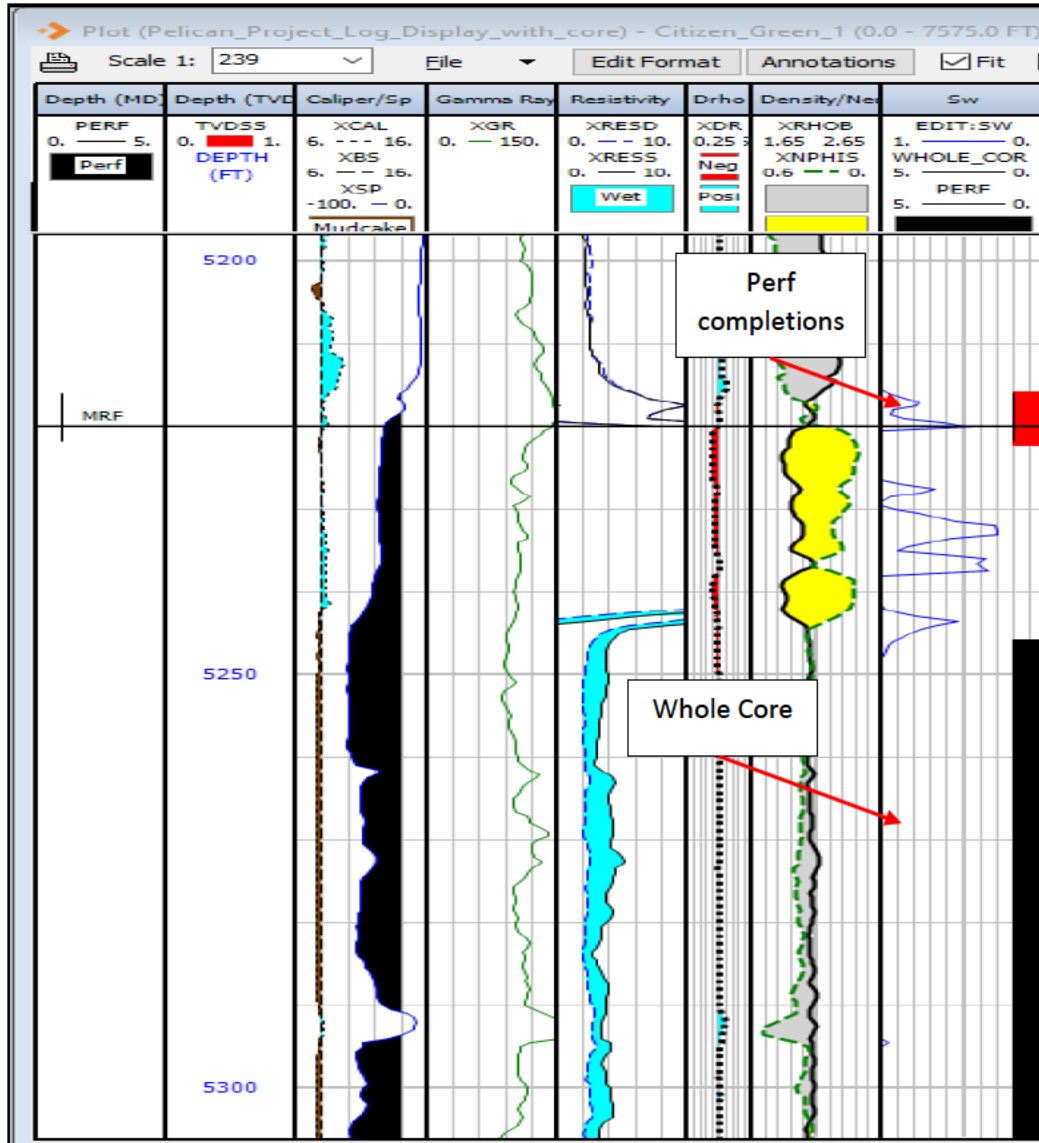 Plot (Pelican_Project_Log_Display_with_core) - Citizen_Green_1 (0.0 - 7575.0 FT)
Scale 1: 239 File Edit Format Annotations Fit
Depth (MD) Depth (TVD Caliper/Sp Gamma Ray Resistivity Drho Density/Neu Sw
PERF TVDSS XCAL XGR XRESD XDR XRHOB EDIT:SW
0. 5. 0. 1. 6. 16. 0. 150. 0. 10. 0.25 1.65 2.65 1. 0.
Perf DEPTH XBS XRESS Neg XNPHIS WHOLE_COR
(FT) 6. 16. 0. 10. 0.6 0. 5. 0.
XSP Wet Posi PERF
-100. 0. 5. 0.
Mudcake
5200
Perf
completions
MRF
5250
Whole Core
5300